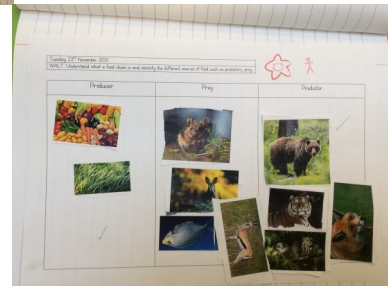 Tuesday 23rd November 2021
WALT: Understand what a food chain is and identify the different sources of food such as predators, prey.
Producer Prey Predator